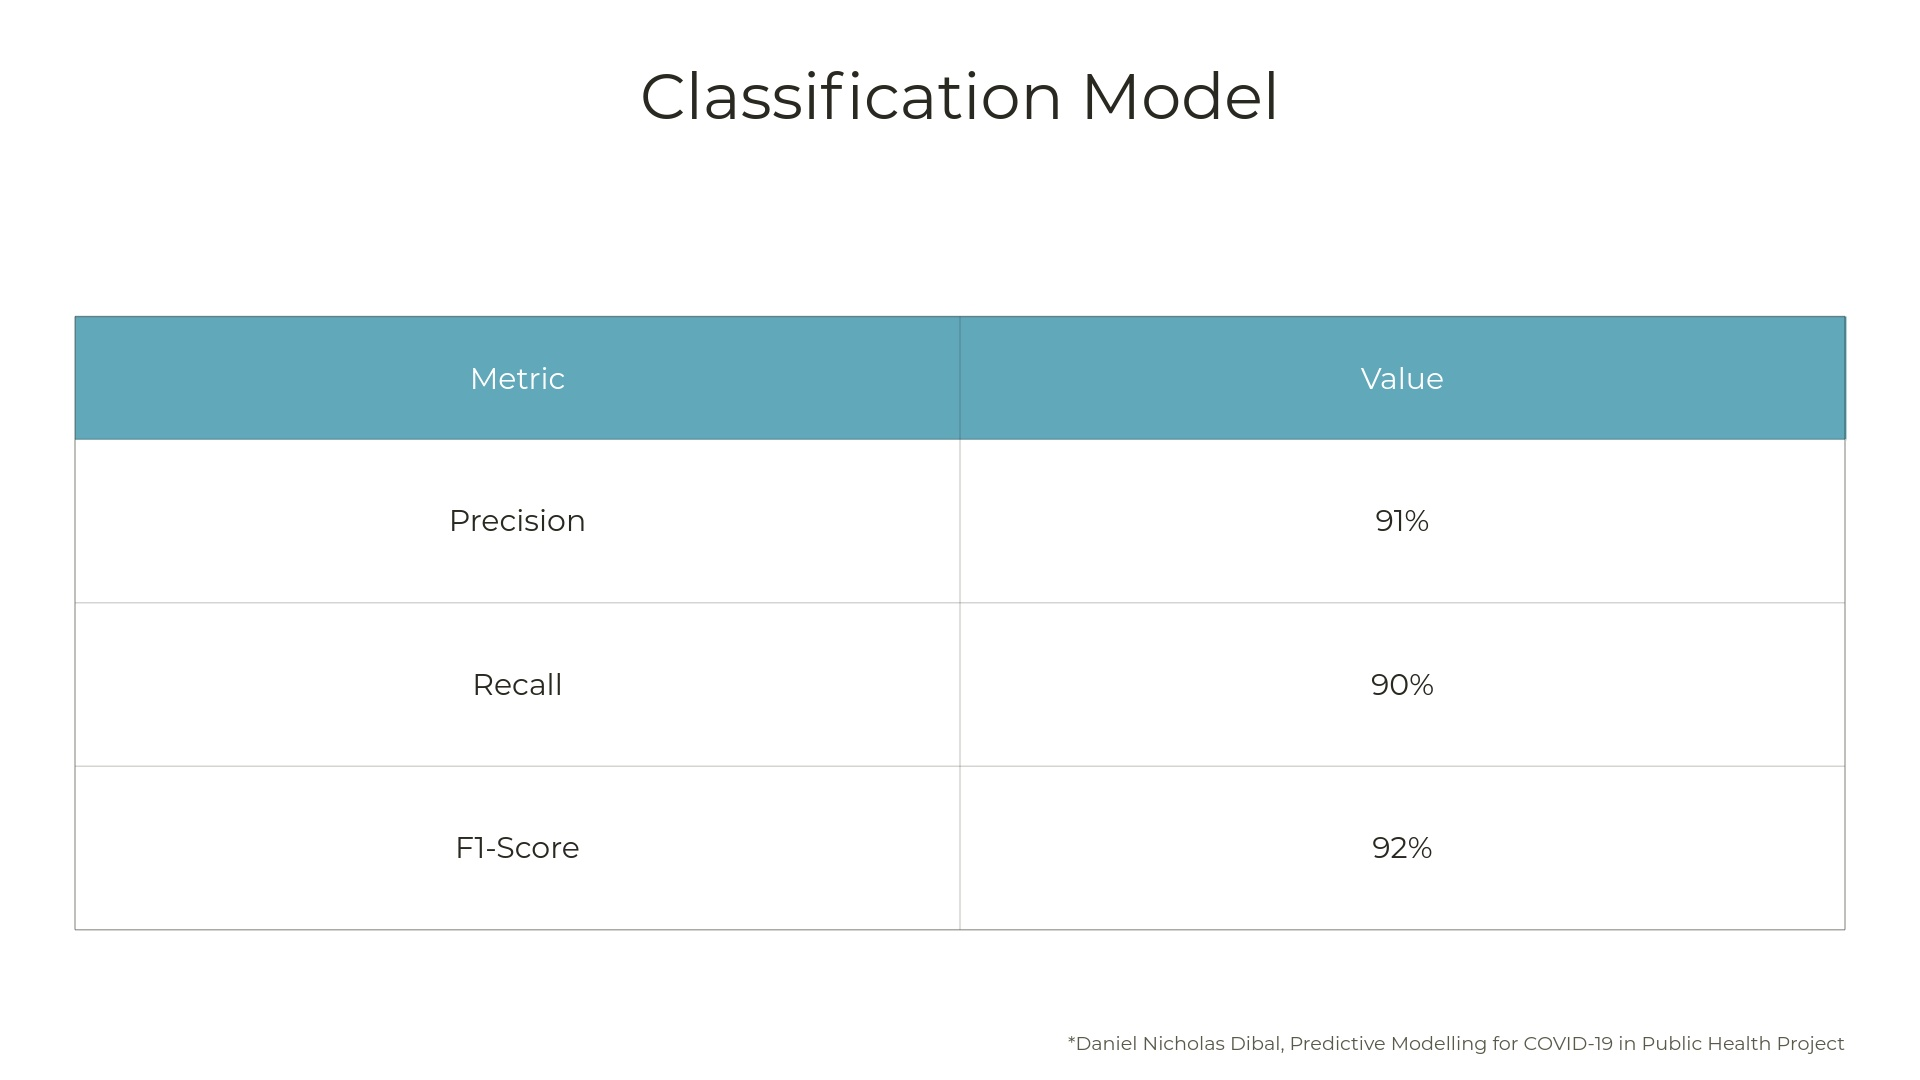 Classification Model
Metric Value
Precision 91%
Recall 90%
F1-Score 92%
*Daniel Nicholas Dibal, Predictive Modelling for COVID-19 in Public Health Project